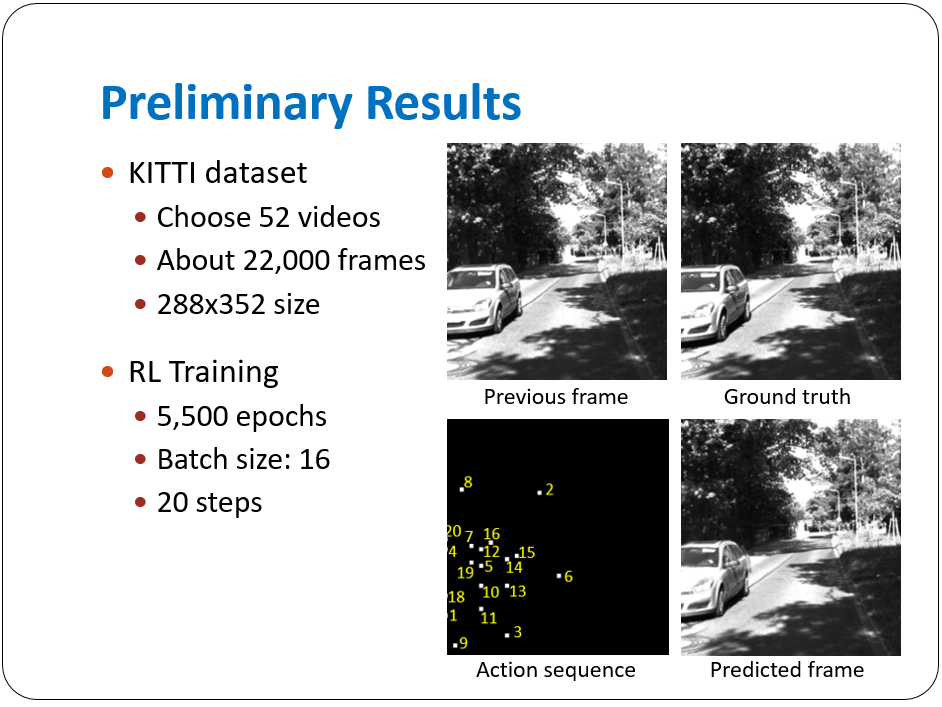 Preliminary Results
KITTI dataset
Choose 52 videos
About 22,000 frames
288x352 size
RL Training
5,500 epochs
Batch size: 16
20 steps
Previous frame
Ground truth
8
2
20 7 16
4 12 15
19 5 14
6
18 10 13
1 11
3
9
Action sequence
Predicted frame